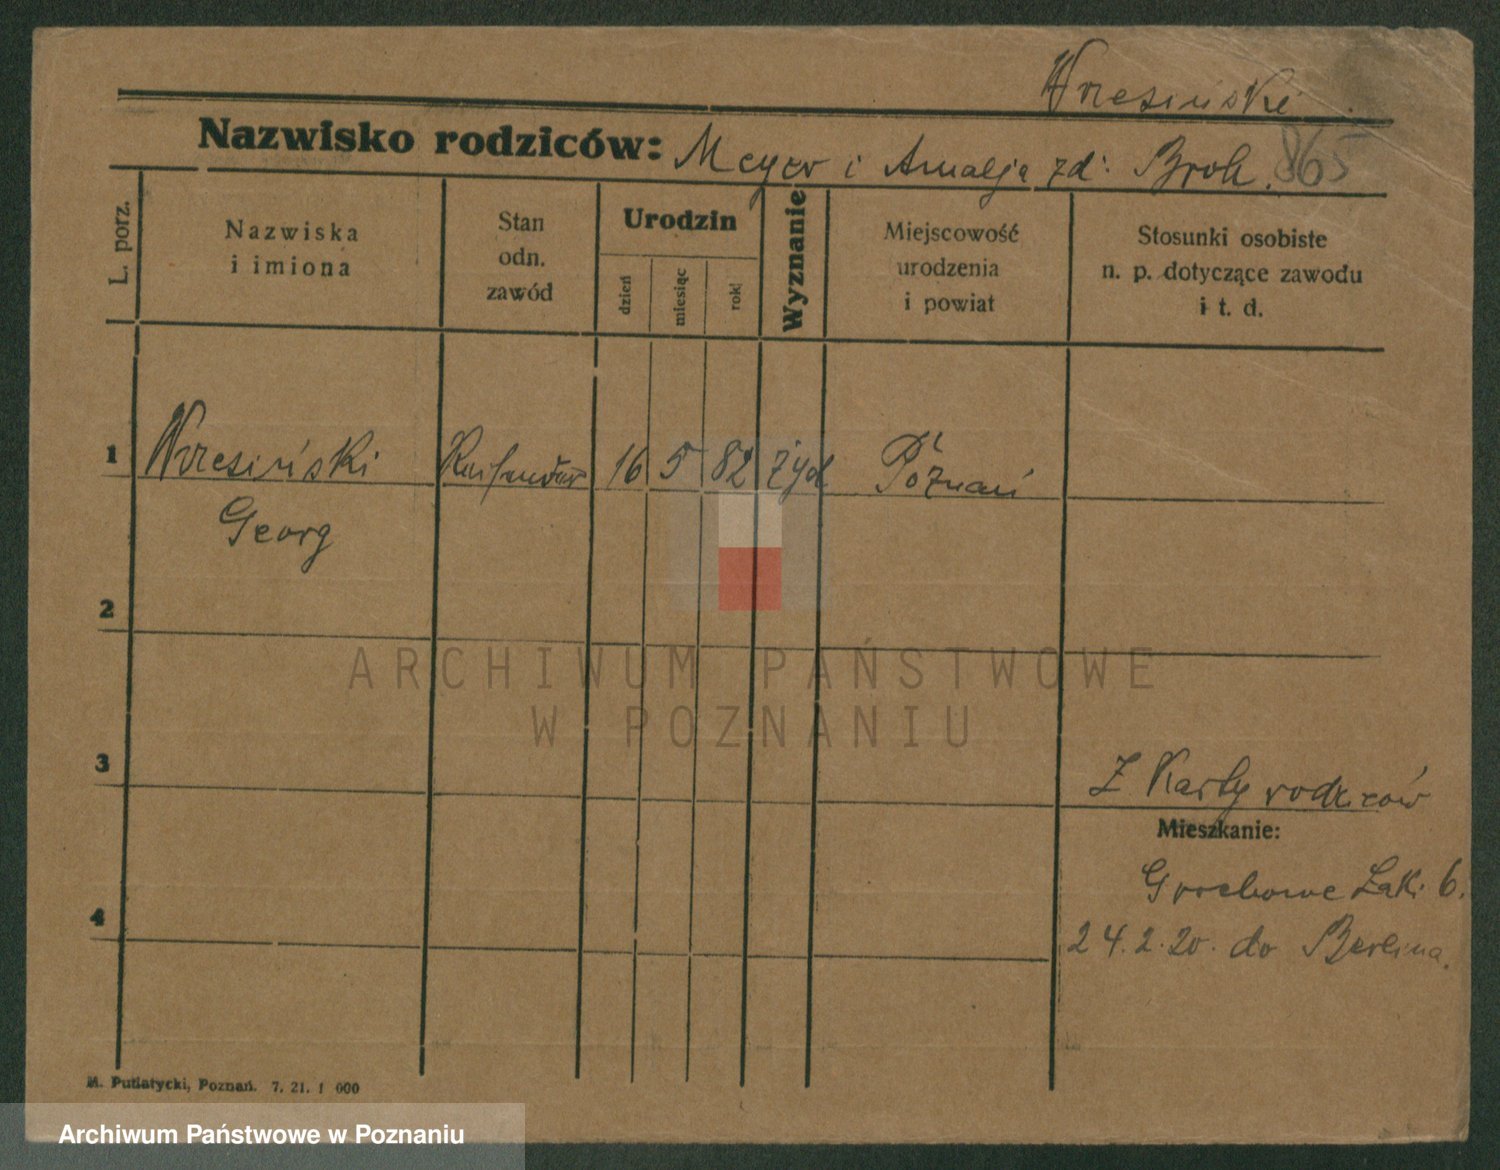 Wrzesiński
Nazwisko rodziców: Meyer i Amalja zd: Broh.
865
L. porz.
Nazwiska
i imiona
Stan
odn.
zawód
Urodzin
dzień
miesiąc
rok
Wyznanie
Miejscowość
urodzenia
i powiat
Stosunki osobiste
n. p. dotyczące zawodu
i t. d.
1 Wrzesiński 16 5 82 żyd Poznań
Georg
2
ARCHIWUM PAŃSTWOWE
W POZNANIU
3
Z Karty rodziców
Mieszkanie:
Grochowe Łąki 6.
4
24.2.20. do Berlina.
M. Putiatycki, Poznań. 7. 21. 1 000
Archiwum Państwowe w Poznaniu